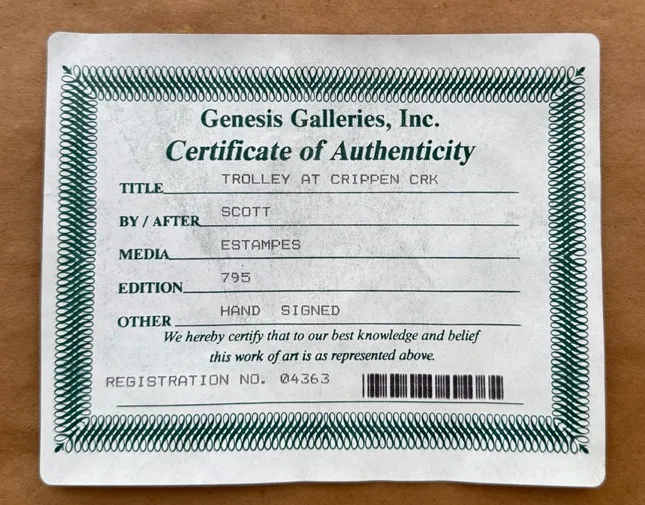 Genesis Galleries, Inc.
Certificate of Authenticity
TITLE TROLLEY AT CRIPPEN CRK
BY / AFTER SCOTT
MEDIA ESTAMPES
EDITION 795
OTHER HAND SIGNED
We hereby certify that to our best knowledge and belief
this work of art is as represented above.
REGISTRATION NO. 04363